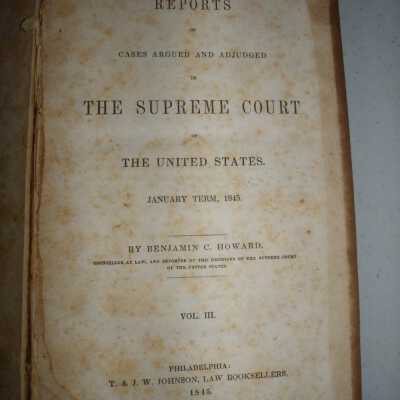 REPORTS
OF
CASES ARGUED AND ADJUDGED
IN
THE SUPREME COURT
OF
THE UNITED STATES.
JANUARY TERM, 1845.
BY BENJAMIN C. HOWARD,
COUNSELLOR AT LAW, AND REPORTER OF THE DECISIONS OF THE SUPREME COURT
OF THE UNITED STATES.
VOL. III.
PHILADELPHIA:
T. & J. W. JOHNSON, LAW BOOKSELLERS.
1845.